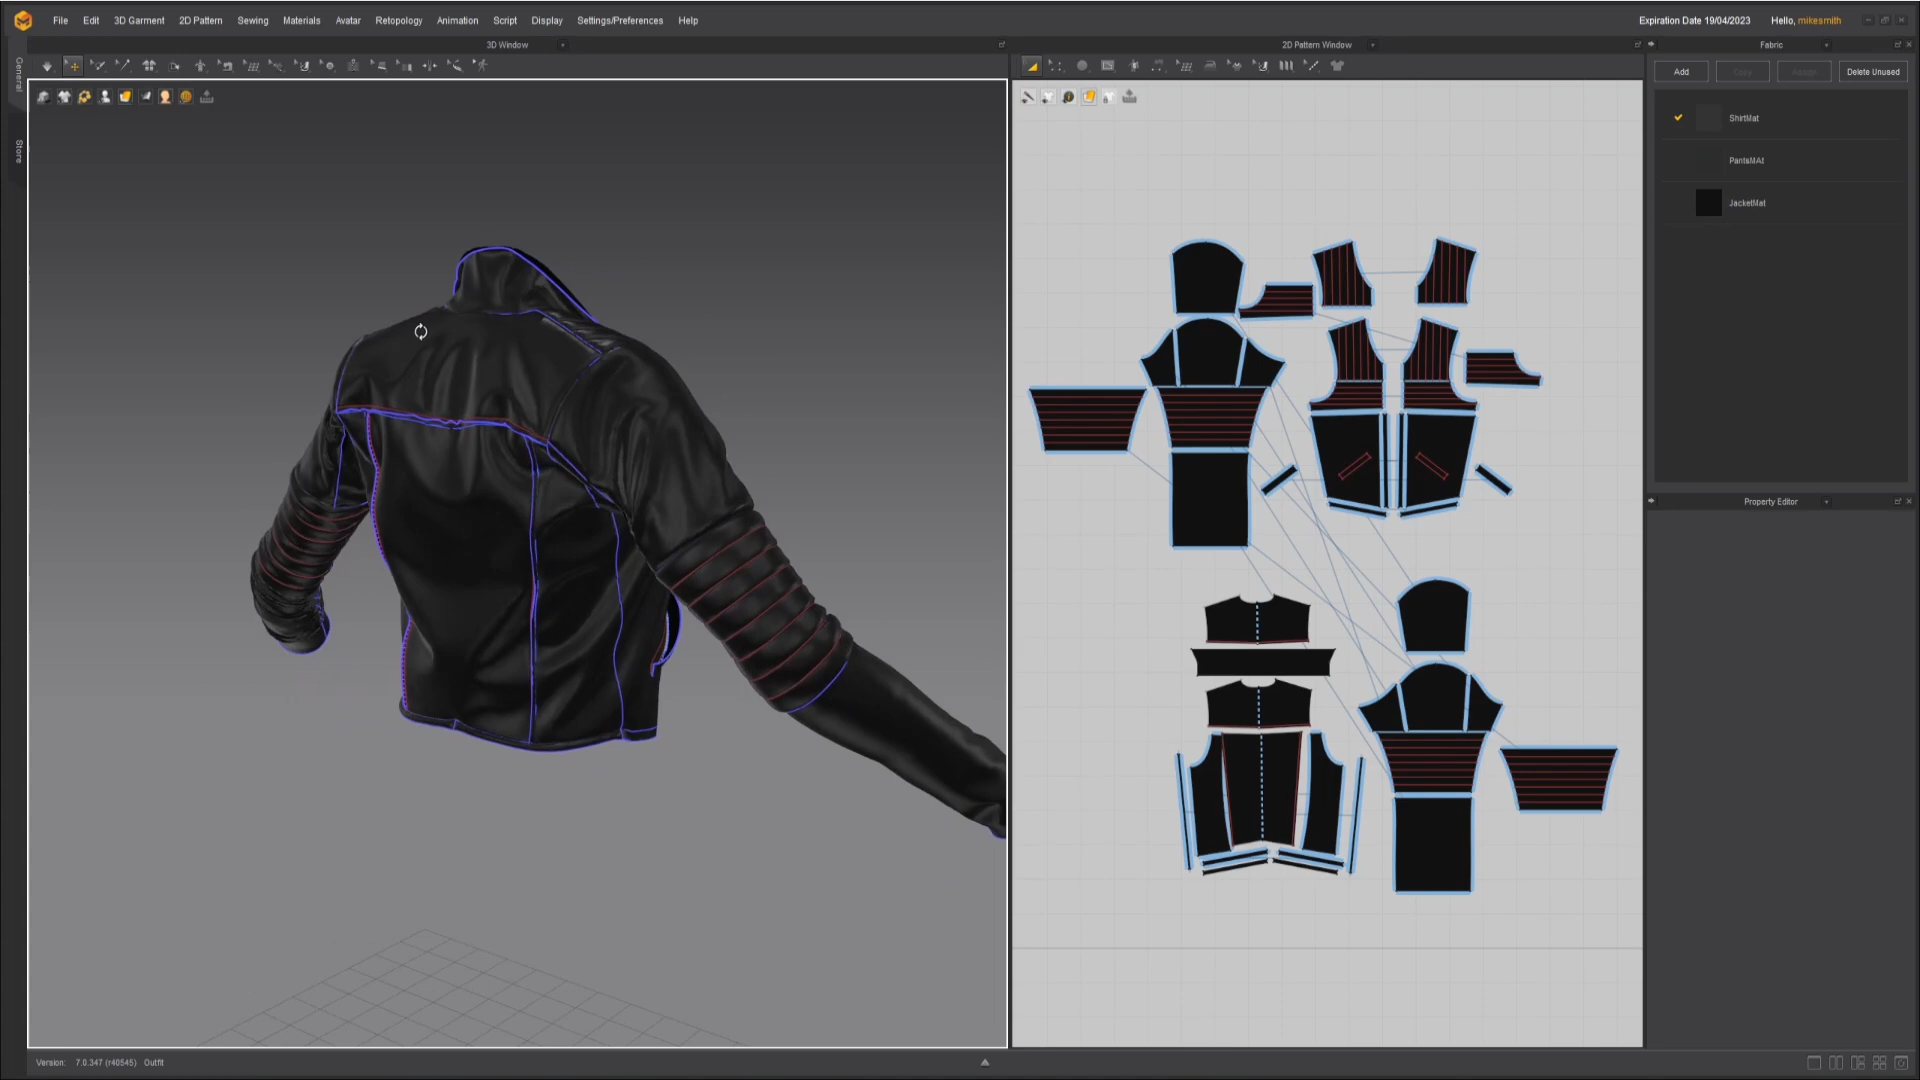 File Edit 3D Garment 2D Pattern Sewing Materials Avatar Retopology Animation Script Display Settings/Preferences Help
Expiration Date 19/04/2023 Hello, mikesmith
3D Window
2D Pattern Window
Fabric
General
Store
Add Copy Assign Delete Unused
ShirtMat
PantsMAt
JacketMat
Property Editor
Version: 7.0.347 (r40545) Outfit